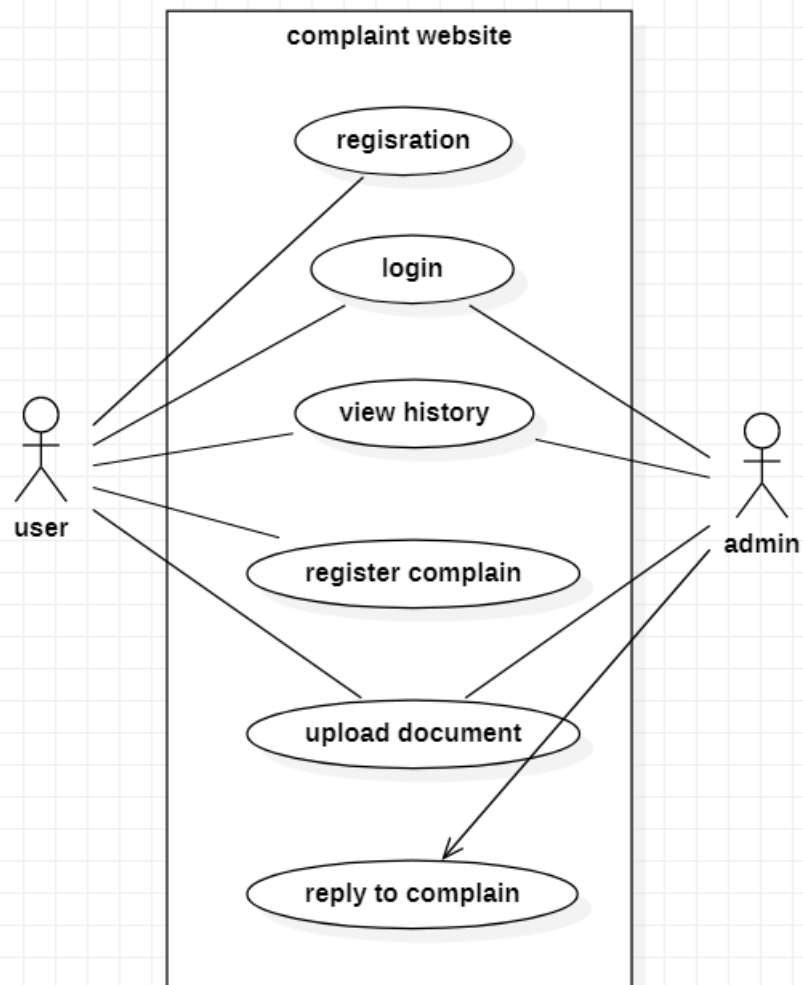 complaint website
regisration
login
view history
user
admin
register complain
upload document
reply to complain